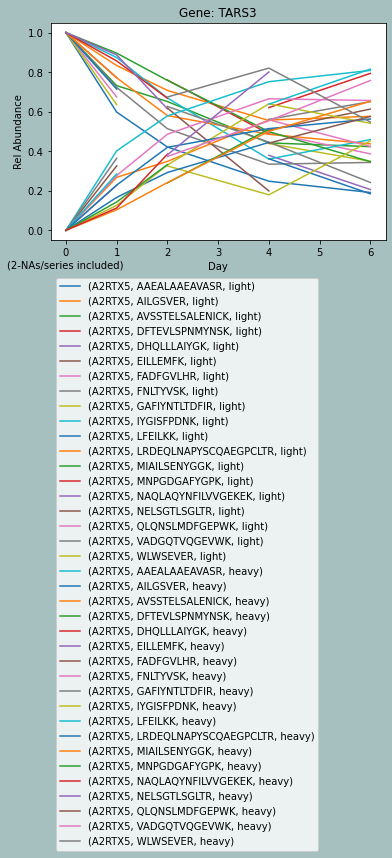 Gene: TARS3
1.0
0.8
0.6
0.4
0.2
0.0
Rel Abundance
0 1 2 3 4 5 6
(2-NAs/series included)
Day
(A2RTX5, AAEALAAEAVASR, light)
(A2RTX5, AILGSVER, light)
(A2RTX5, AVSSTELSALENICK, light)
(A2RTX5, DFTEVLSPNMYNSK, light)
(A2RTX5, DHQLLLAIYGK, light)
(A2RTX5, EILLEMFK, light)
(A2RTX5, FADFGVLHR, light)
(A2RTX5, FNLTYVSK, light)
(A2RTX5, GAFIYNTLTDFIR, light)
(A2RTX5, IYGISFPDNK, light)
(A2RTX5, LFEILKK, light)
(A2RTX5, LRDEQLNAPYSCQAEGPCLTR, light)
(A2RTX5, MIAILSENYGGK, light)
(A2RTX5, MNPGDGAFYGPK, light)
(A2RTX5, NAQLAQYNFILVVGEKEK, light)
(A2RTX5, NELSGTLSGLTR, light)
(A2RTX5, QLQNSLMDFGEPWK, light)
(A2RTX5, VADGQTVQGEVWK, light)
(A2RTX5, WLWSEVER, light)
(A2RTX5, AAEALAAEAVASR, heavy)
(A2RTX5, AILGSVER, heavy)
(A2RTX5, AVSSTELSALENICK, heavy)
(A2RTX5, DFTEVLSPNMYNSK, heavy)
(A2RTX5, DHQLLLAIYGK, heavy)
(A2RTX5, EILLEMFK, heavy)
(A2RTX5, FADFGVLHR, heavy)
(A2RTX5, FNLTYVSK, heavy)
(A2RTX5, GAFIYNTLTDFIR, heavy)
(A2RTX5, IYGISFPDNK, heavy)
(A2RTX5, LFEILKK, heavy)
(A2RTX5, LRDEQLNAPYSCQAEGPCLTR, heavy)
(A2RTX5, MIAILSENYGGK, heavy)
(A2RTX5, MNPGDGAFYGPK, heavy)
(A2RTX5, NAQLAQYNFILVVGEKEK, heavy)
(A2RTX5, NELSGTLSGLTR, heavy)
(A2RTX5, QLQNSLMDFGEPWK, heavy)
(A2RTX5, VADGQTVQGEVWK, heavy)
(A2RTX5, WLWSEVER, heavy)